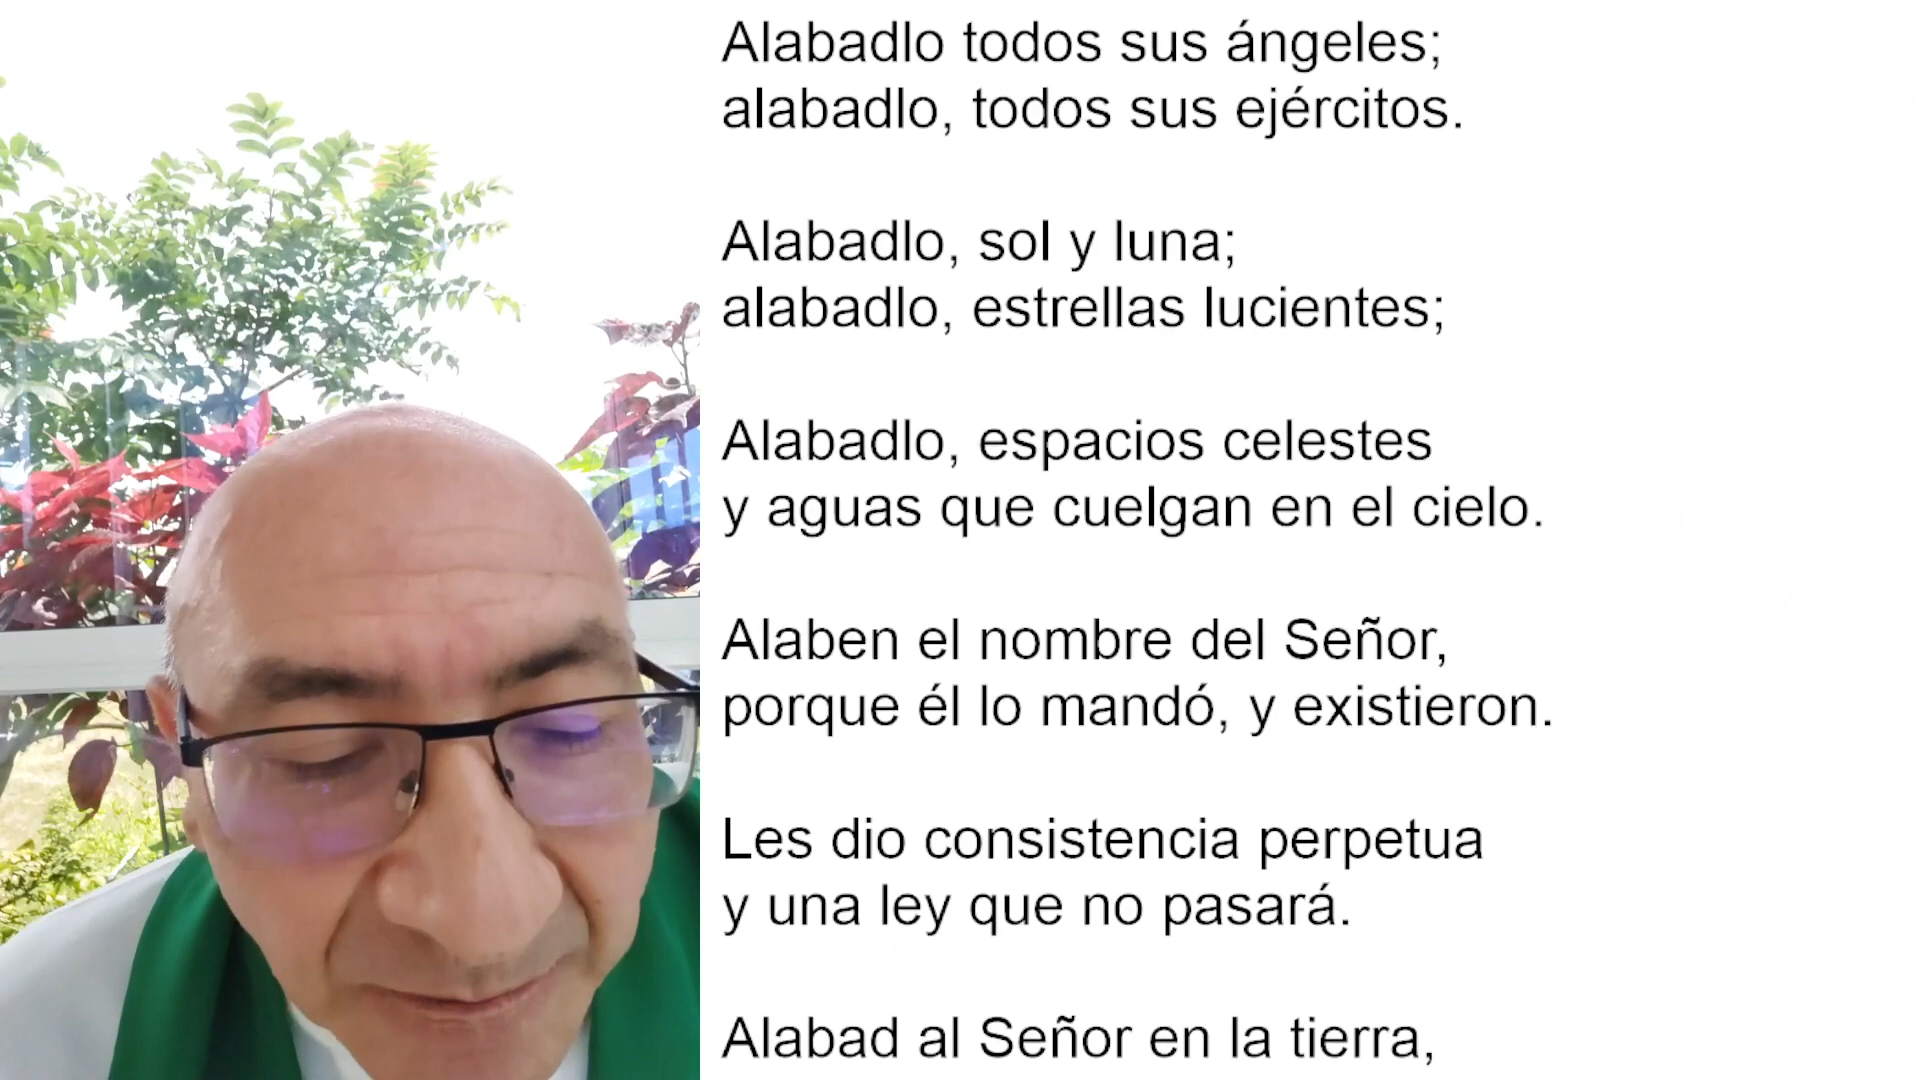 Alabadlo todos sus ángeles;
alabadlo, todos sus ejércitos.
Alabadlo, sol y luna;
alabadlo, estrellas lucientes;
Alabadlo, espacios celestes
y aguas que cuelgan en el cielo.
Alaben el nombre del Señor,
porque él lo mandó, y existieron.
Les dio consistencia perpetua
y una ley que no pasará.
Alabad al Señor en la tierra,